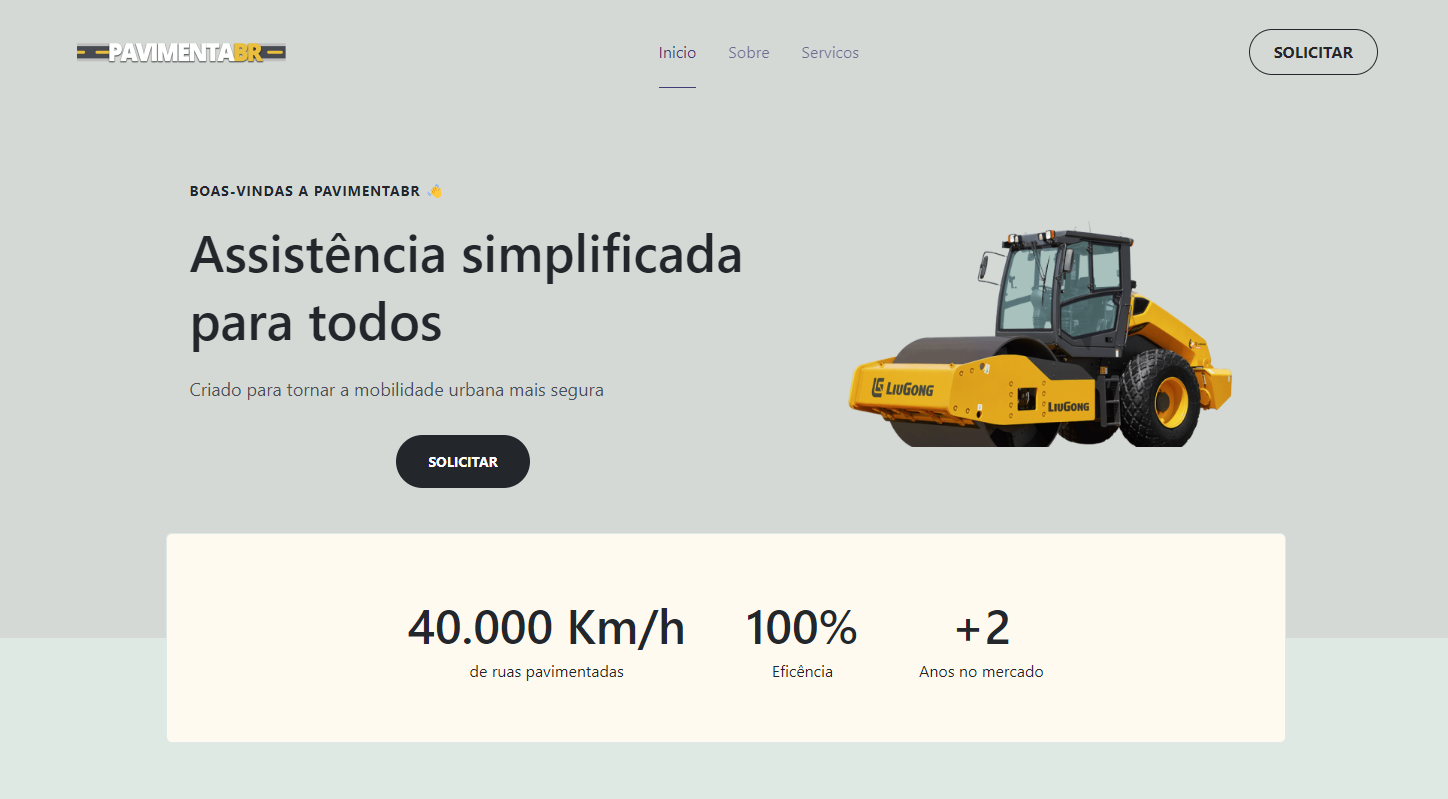 PAVIMENTABR
Inicio Sobre Servicos
SOLICITAR
BOAS-VINDAS A PAVIMENTABR 👋
Assistência simplificada
para todos
Criado para tornar a mobilidade urbana mais segura
SOLICITAR
LIUGONG
LIUGONG
40.000 Km/h 100% +2
de ruas pavimentadas Eficência Anos no mercado